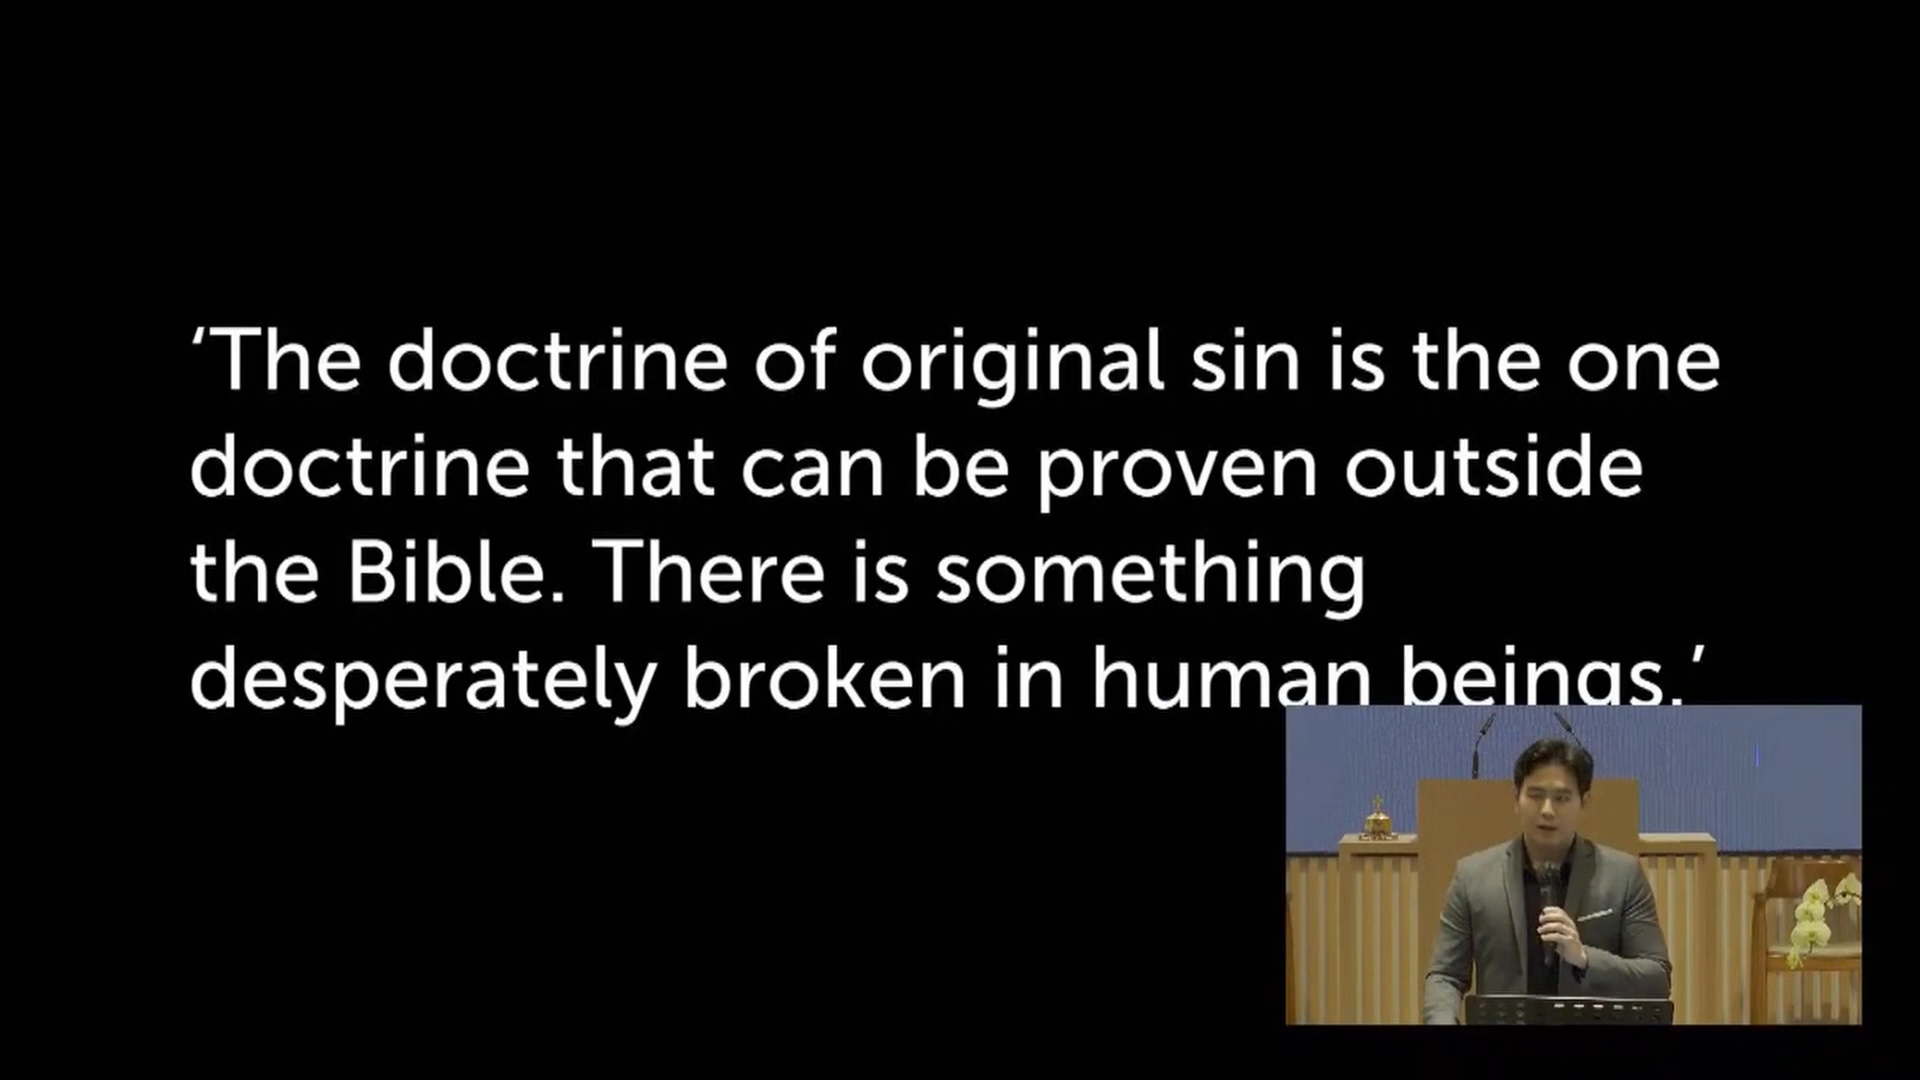 ‘The doctrine of original sin is the one
doctrine that can be proven outside
the Bible. There is something
desperately broken in human beings.’